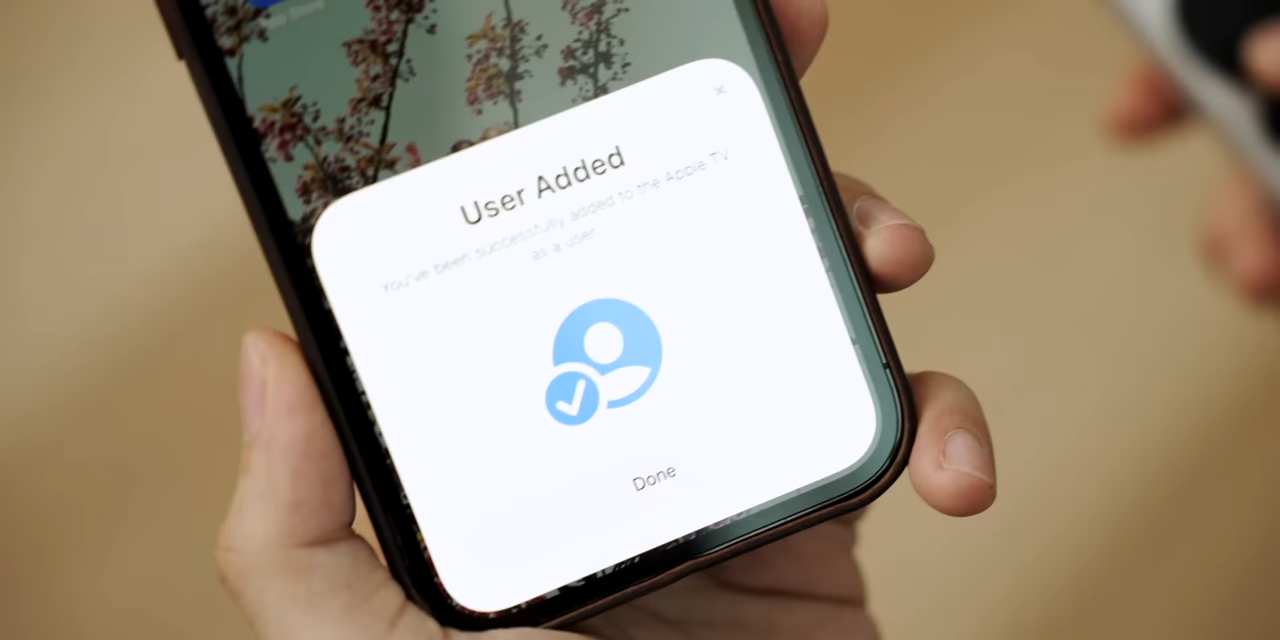 User Added
You've been successfully added to the Apple TV
as a user
Done